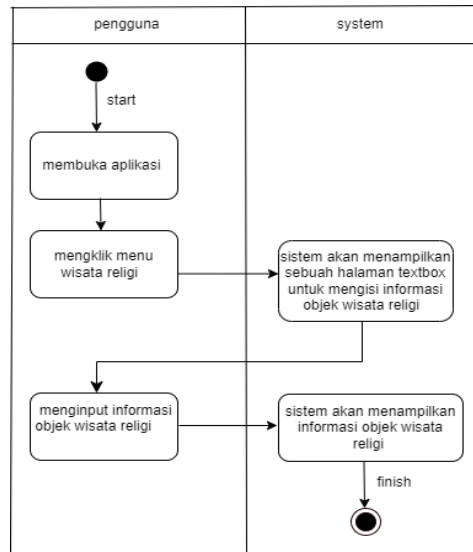 pengguna
system
start
membuka aplikasi
mengklik menu
wisata religi
sistem akan menampilkan
sebuah halaman textbox
untuk mengisi informasi
objek wisata religi
menginput informasi
objek wisata religi
sistem akan menampilkan
informasi objek wisata
religi
finish